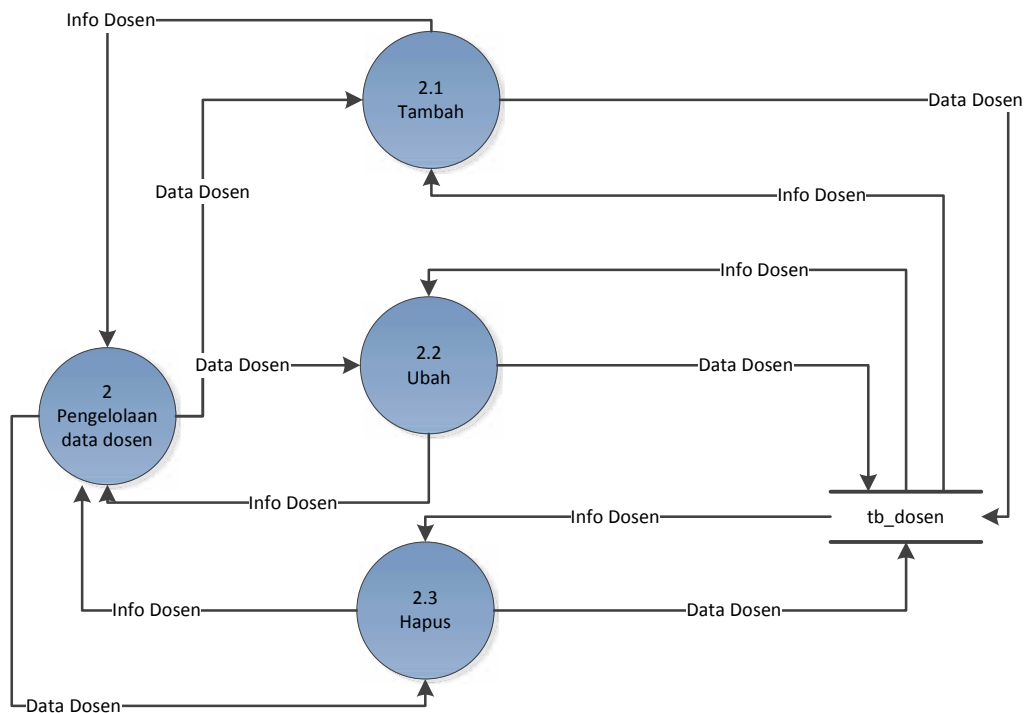 Info Dosen
2.1
Tambah
Data Dosen
Data Dosen
Info Dosen
Info Dosen
2.2
Ubah
Data Dosen
Data Dosen
2
Pengelolaan
data dosen
Info Dosen
Info Dosen
tb_dosen
2.3
Hapus
Info Dosen
Data Dosen
Data Dosen